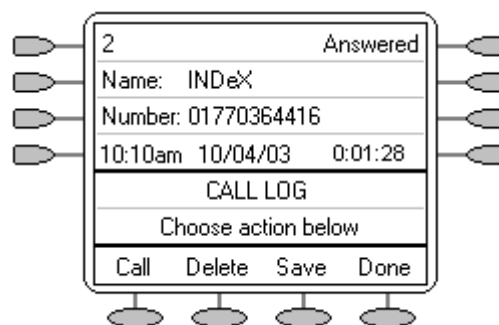 2 Answered
Name: INDeX
Number: 01770364416
10:10am 10/04/03 0:01:28
CALL LOG
Choose action below
Call Delete Save Done